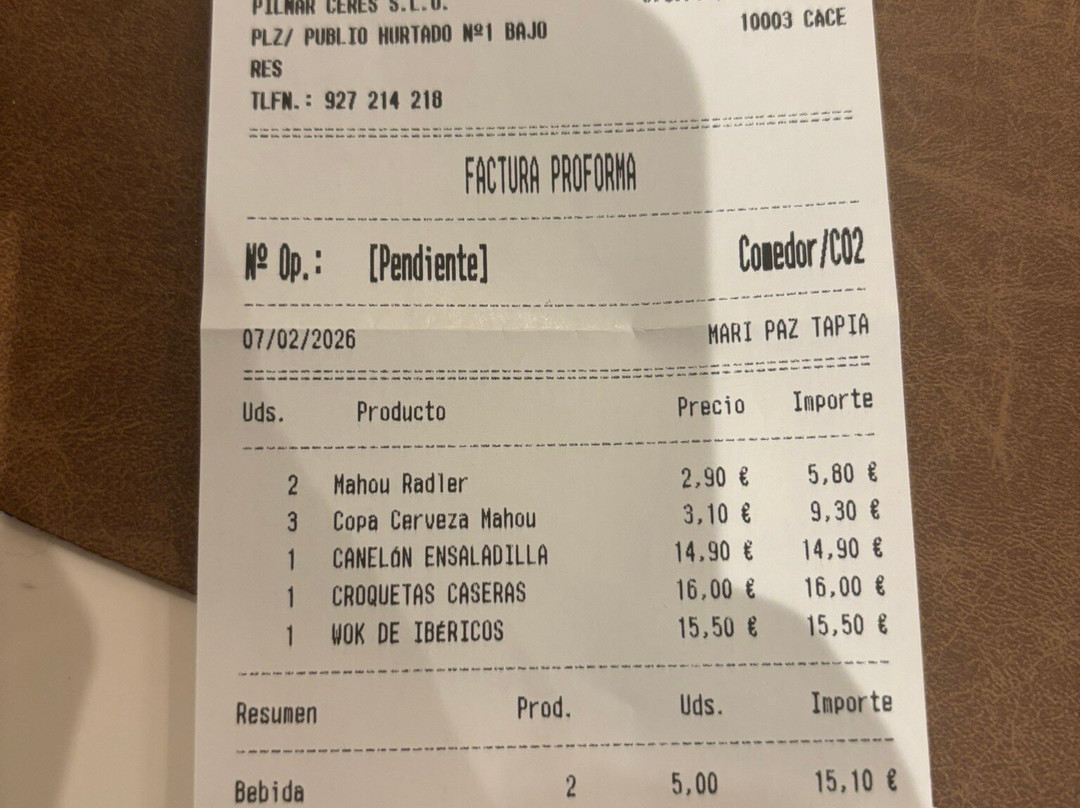 PILMAR CERES S.L.U.
PLZ/ PUBLIO HURTADO Nº1 BAJO 10003 CACE
RES
TLFN.: 927 214 218
FACTURA PROFORMA
Nº Op.: [Pendiente] Comedor/C02
07/02/2026 MARI PAZ TAPIA
Uds. Producto Precio Importe
2 Mahou Radler 2,90 € 5,80 €
3 Copa Cerveza Mahou 3,10 € 9,30 €
1 CANELÓN ENSALADILLA 14,90 € 14,90 €
1 CROQUETAS CASERAS 16,00 € 16,00 €
1 WOK DE IBÉRICOS 15,50 € 15,50 €
Resumen Prod. Uds. Importe
Bebida 2 5,00 15,10 €